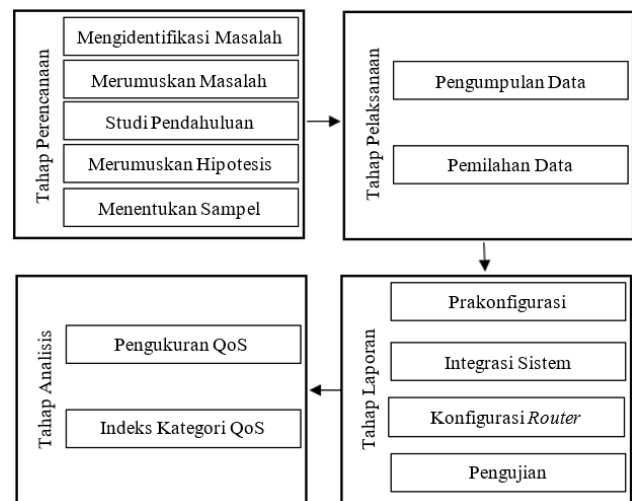 Tahap Perencanaan
Mengidentifikasi Masalah
Merumuskan Masalah
Studi Pendahuluan
Merumuskan Hipotesis
Menentukan Sampel
Tahap Pelaksanaan
Pengumpulan Data
Pemilahan Data
Tahap Laporan
Prakonfigurasi
Integrasi Sistem
Konfigurasi Router
Pengujian
Tahap Analisis
Pengukuran QoS
Indeks Kategori QoS